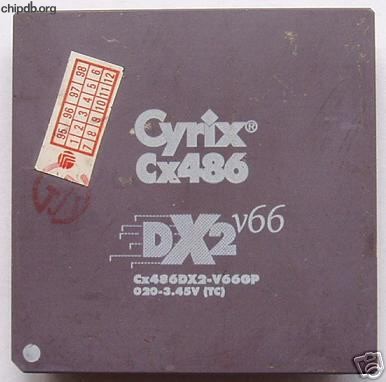 chipdb.org
95 96 97 98
1 2 3 4 5 6
7 8 9 10 11 12
Cyrix®
Cx486
DX2 v66
Cx486DX2-V66GP
020-3.45V (TC)